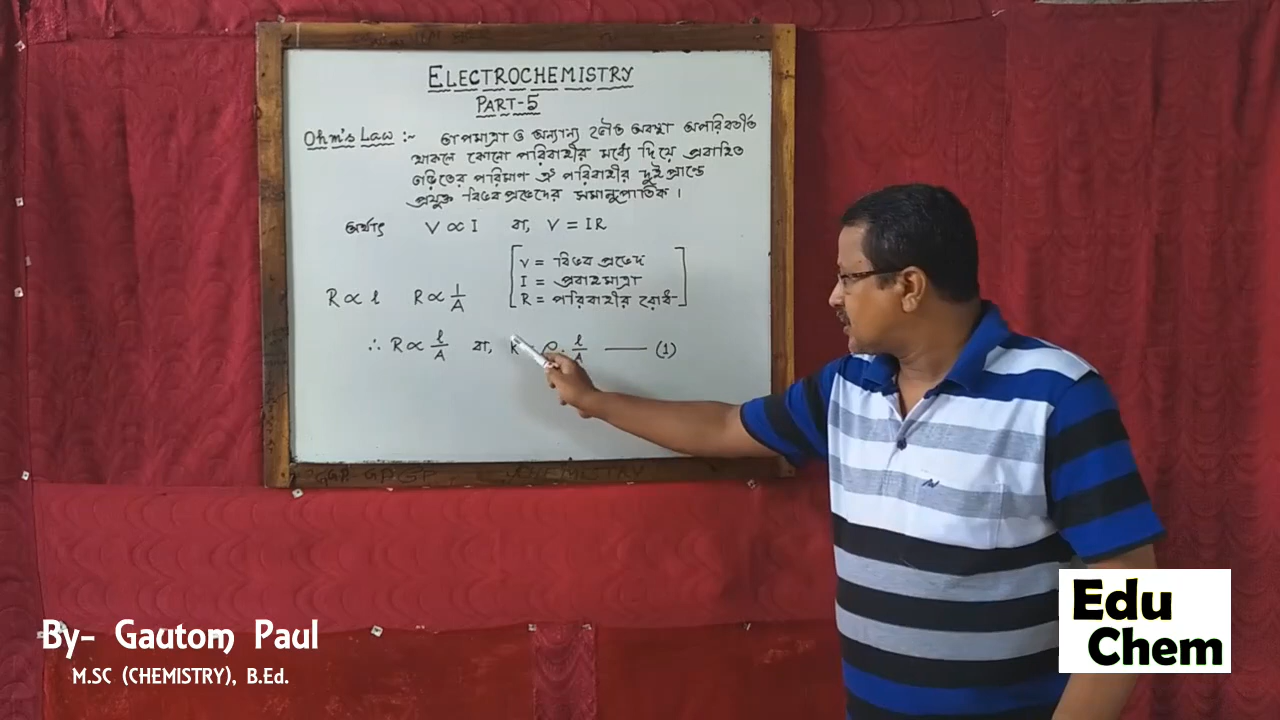 ELECTROCHEMISTRY
PART-5
Ohm's Law :- তাপমাত্রা ও অন্যান্য ভৌত অবস্থা অপরিবর্তীত
থাকলে কোনো পরিবাহীর মধ্যে দিয়ে প্রবাহিত
তড়িতের পরিমাণ ঐ পরিবাহীর দুই প্রান্তে
প্রযুক্ত বিভব প্রভেদের সমানুপাতিক ।
অর্থাৎ V ∝ I বা, V = IR
V = বিভব প্রভেদ
I = প্রবাহমাত্রা
R = পরিবাহীর রোধ
R ∝ l R ∝ 1/A
∴ R ∝ l/A বা, R = ρ. l/A —— (1)
By- Gautom Paul
M.SC (CHEMISTRY), B.Ed.
Edu
Chem